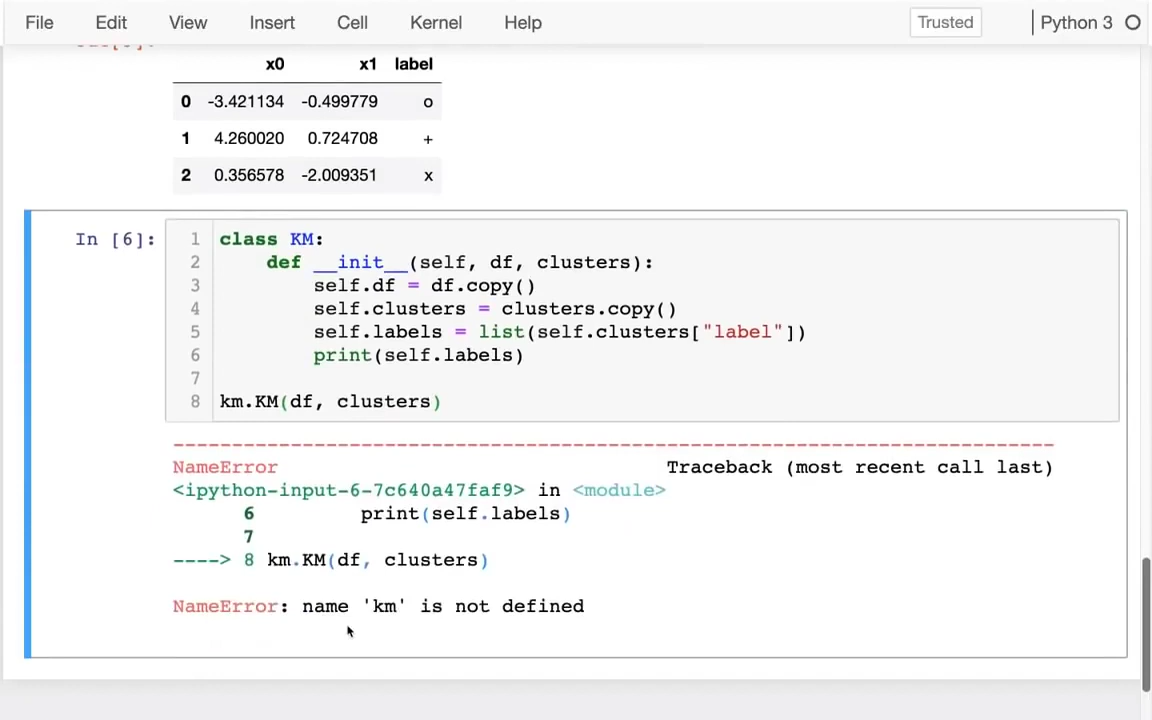 File Edit View Insert Cell Kernel Help Trusted Python 3
x0 x1 label
0 -3.421134 -0.499779 o
1 4.260020 0.724708 +
2 0.356578 -2.009351 x
In [6]:
1 class KM:
2 def __init__(self, df, clusters):
3 self.df = df.copy()
4 self.clusters = clusters.copy()
5 self.labels = list(self.clusters["label"])
6 print(self.labels)
7
8 km.KM(df, clusters)
---------------------------------------------------------------------------
NameError Traceback (most recent call last)
<ipython-input-6-7c640a47faf9> in <module>
6 print(self.labels)
7
----> 8 km.KM(df, clusters)
NameError: name 'km' is not defined